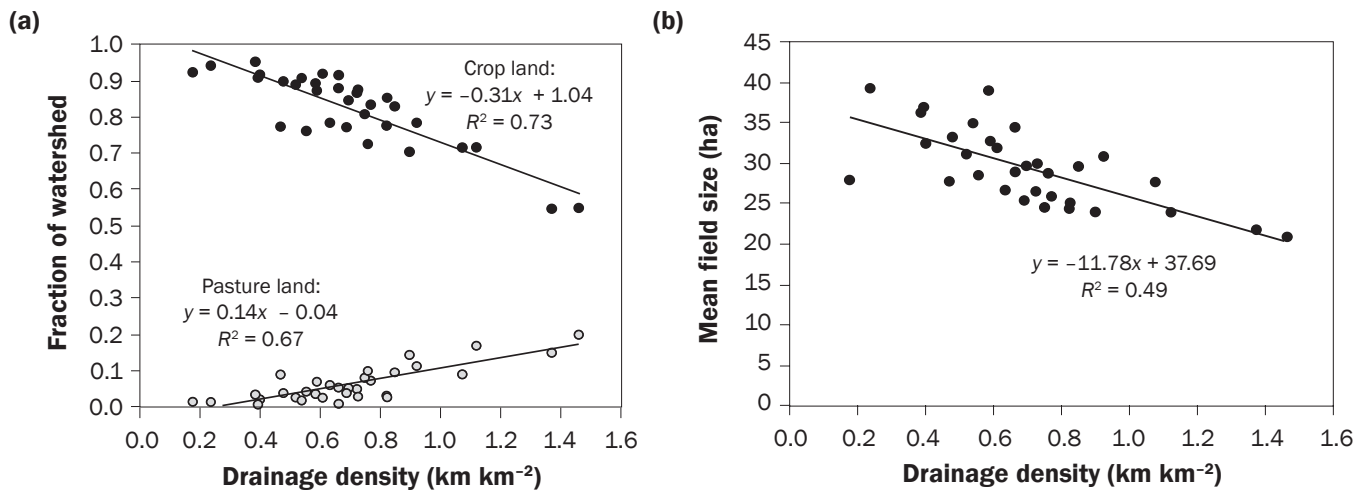 (a)
Fraction of watershed
1.0
0.9
0.8
0.7
0.6
0.5
0.4
0.3
0.2
0.1
0.0
Crop land:
y = –0.31x + 1.04
R² = 0.73
Pasture land:
y = 0.14x – 0.04
R² = 0.67
0.0 0.2 0.4 0.6 0.8 1.0 1.2 1.4 1.6
Drainage density (km km⁻²)
(b)
Mean field size (ha)
45
40
35
30
25
20
15
10
5
0
y = –11.78x + 37.69
R² = 0.49
0.0 0.2 0.4 0.6 0.8 1.0 1.2 1.4 1.6
Drainage density (km km⁻²)